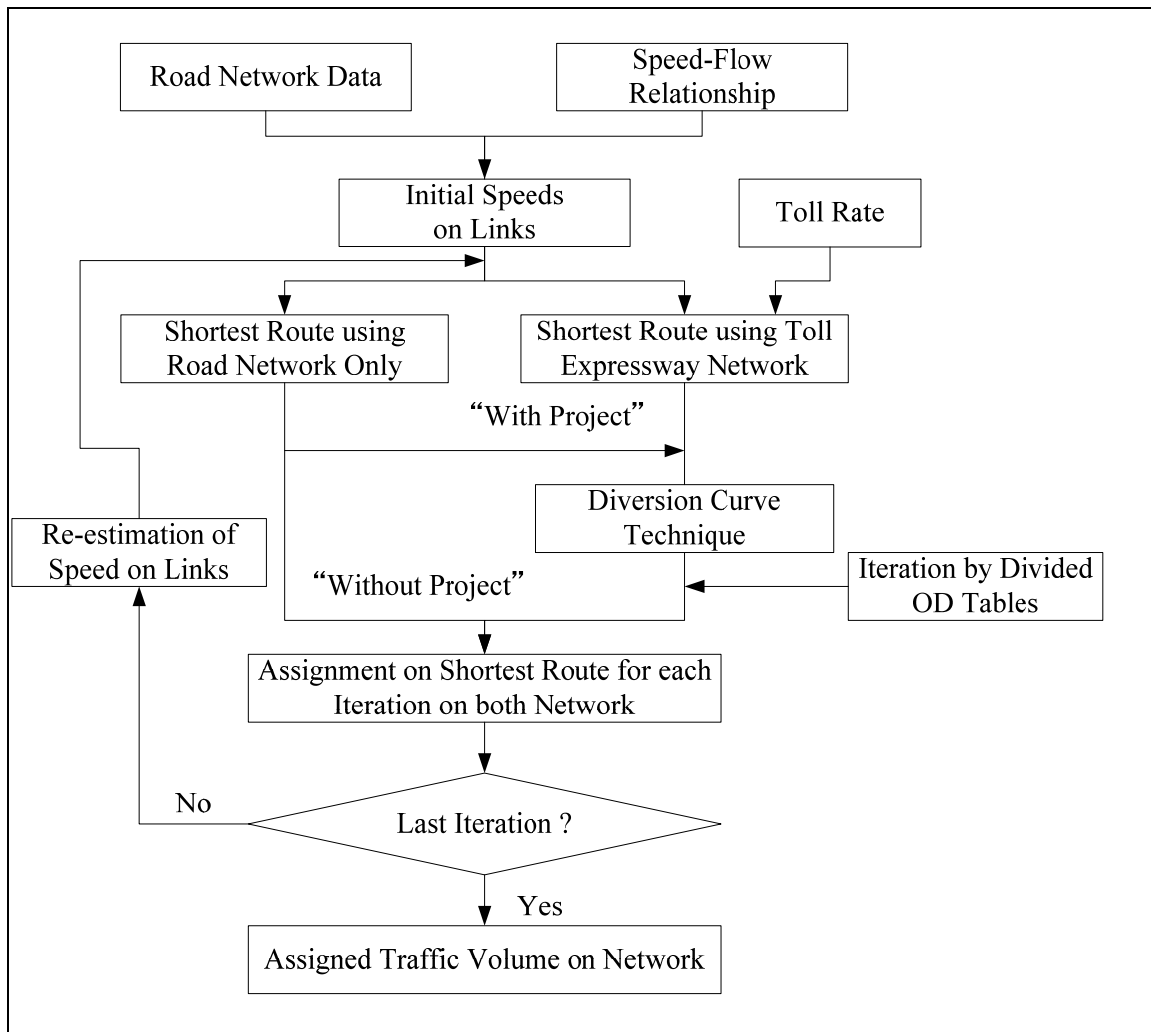 Road Network Data
Speed-Flow
Relationship
Initial Speeds
on Links
Toll Rate
Shortest Route using
Road Network Only
Shortest Route using Toll
Expressway Network
“With Project”
Diversion Curve
Technique
Re-estimation of
Speed on Links
“Without Project”
Iteration by Divided
OD Tables
Assignment on Shortest Route for each
Iteration on both Network
No
Last Iteration ?
Yes
Assigned Traffic Volume on Network